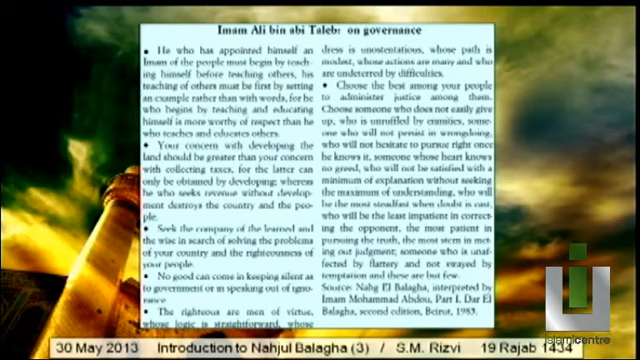 Imam Ali bin abi Taleb: on governance
• He who has appointed himself an
Imam of the people must begin by teach-
ing himself before teaching others, his
teaching of others must be first by setting
an example rather than with words, for he
who begins by teaching and educating
himself is more worthy of respect than he
who teaches and educates others.
• Your concern with developing the
land should be greater than your concern
with collecting taxes, for the latter can
only be obtained by developing; whereas
he who seeks revenue without develop-
ment destroys the country and the peo-
ple.
• Seek the company of the learned and
the wise in search of solving the problems
of your country and the righteousness of
your people.
• No good can come in keeping silent as
to government or in speaking out of igno-
rance
• The righteous are men of virtue,
whose logic is straightforward, whose
dress is unostentatious, whose path is
modest, whose actions are many and who
are undeterred by difficulties.
• Choose the best among your people
to administer justice among them.
Choose someone who does not easily give
up, who is unruffled by enmities, some-
one who will not persist in wrongdoing,
who will not hesitate to pursue right once
he knows it, someone whose heart knows
no greed, who will not be satisfied with a
minimum of explanation without seeking
the maximum of understanding, who will
be the most steadfast when doubt is cast,
who will be the least impatient in correct-
ing the opponent, the most patient in
pursuing the truth, the most stern in met-
ing out judgment; someone who is unaf-
fected by flattery and not swayed by
temptation and these are but few.
Source: Nahg El Balagha, interpreted by
Imam Mohammad Abdou, Part I. Dar El
Balagha, second edition, Beirut, 1985.
islamicentre
30 May 2013 Introduction to Nahjul Balagha (3) / S.M. Rizvi 19 Rajab 1434